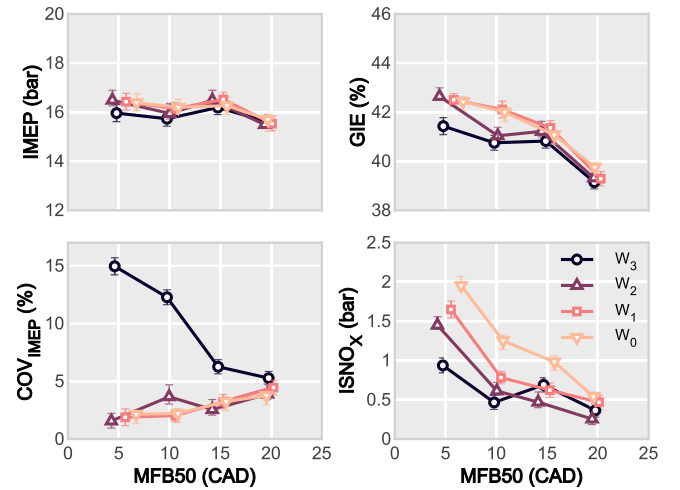 20
18
16
14
12
IMEP (bar)
46
44
42
40
38
GIE (%)
15
10
5
0
COV_IMEP (%)
0 5 10 15 20 25
MFB50 (CAD)
2.5
2
1.5
1
0.5
0
ISNO_X (bar)
W_3
W_2
W_1
W_0
0 5 10 15 20 25
MFB50 (CAD)